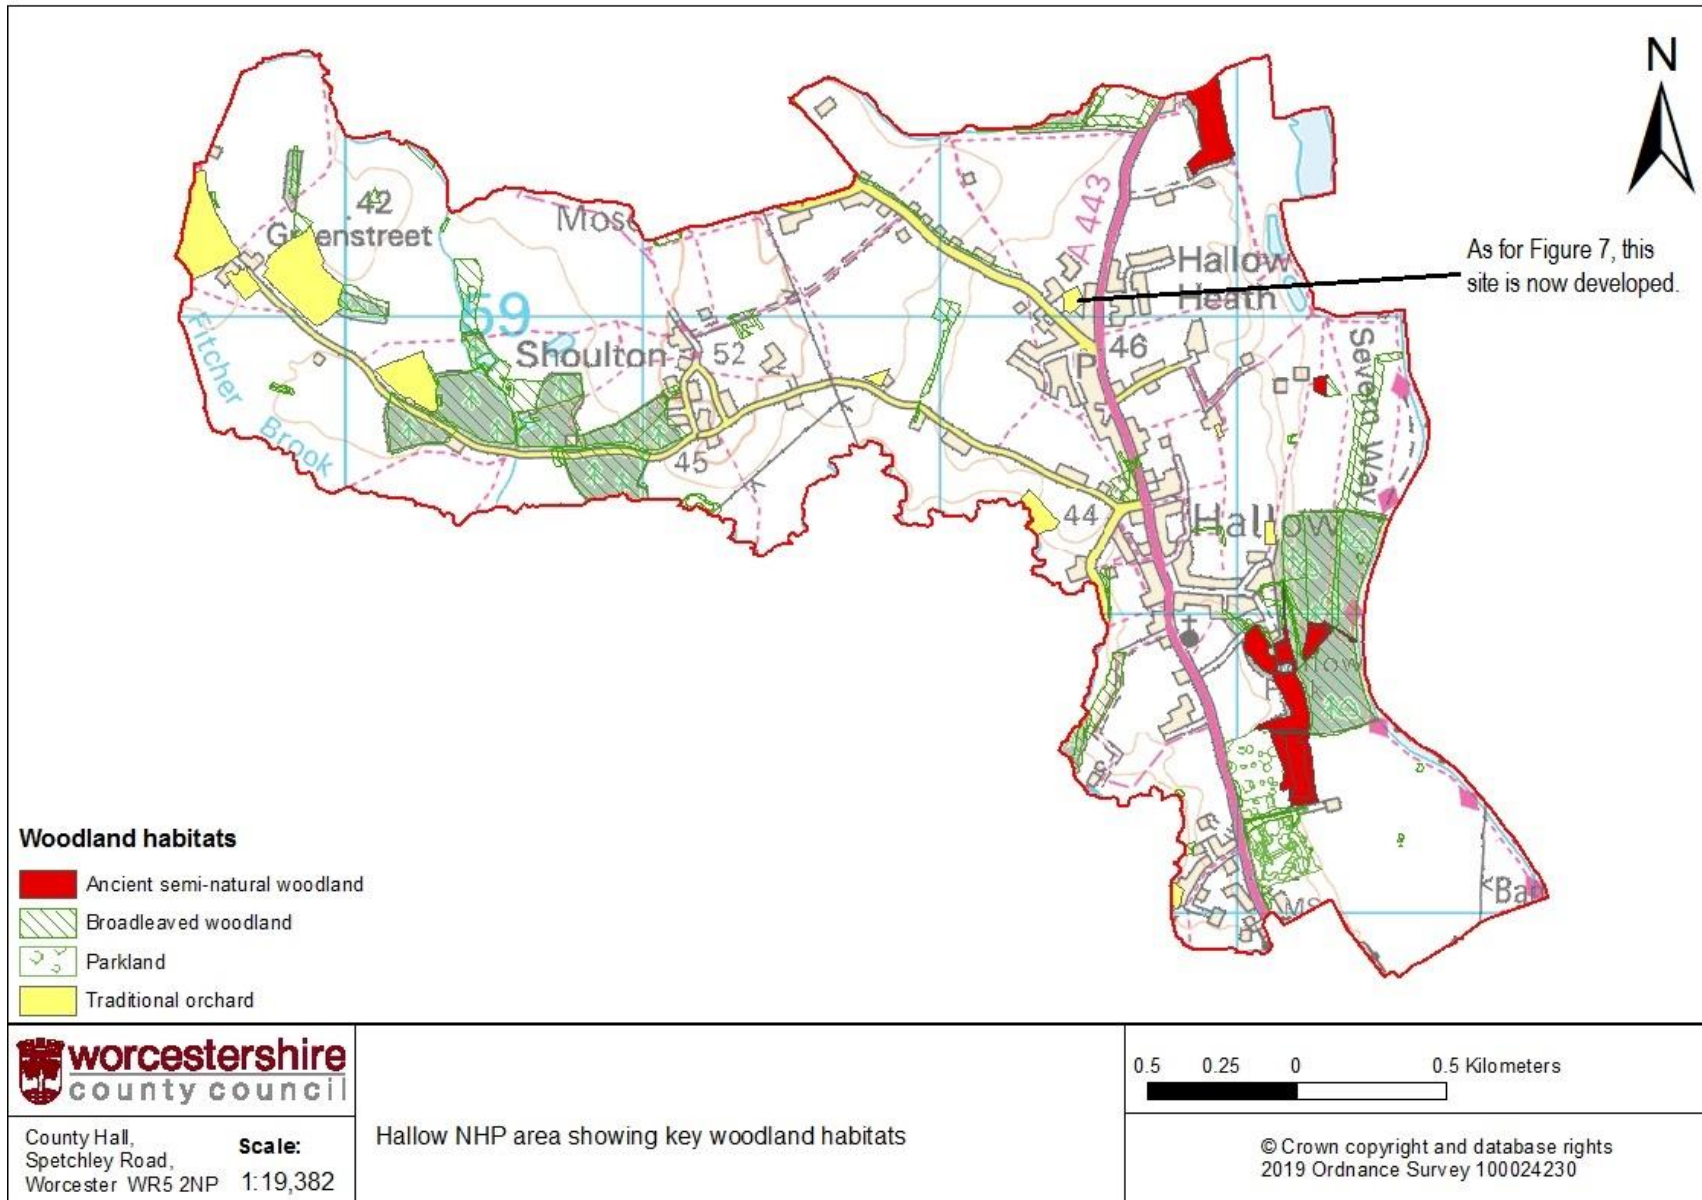 N
A 443
Mos
42
Greenstreet
59
Shoulton
52
45
Fitcher
Brook
Hallow
Heath
As for Figure 7, this
site is now developed.
46
P
Severn Way
44
Hallow
MS
Woodland habitats
Ancient semi-natural woodland
Broadleaved woodland
Parkland
Traditional orchard
worcestershire
county council
County Hall,
Spetchley Road,
Worcester WR5 2NP
Scale:
1:19,382
Hallow NHP area showing key woodland habitats
0.5 0.25 0 0.5 Kilometers
© Crown copyright and database rights
2019 Ordnance Survey 100024230